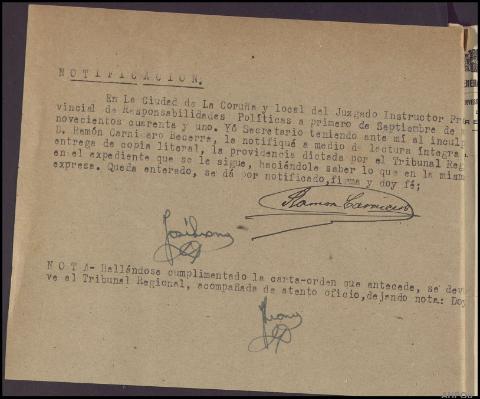 NOTIFICACION.
En La Ciudad de La Coruña y local del Juzgado Instructor Pro
vincial de Responsabilidades Políticas a primero de Septiembre de
novecientos cuarenta y uno. Yó Secretario teniendo ante mí al inculp
D. Ramón Carnicero Becerra, la notifiqué a medio de lectura íntegra
entrega de copia literal, la providencia dictada por el Tribunal Reg
en el expediente que se le sigue, haciéndole saber lo que en la misma
expresa. Queda enterado, se dá por notificado, firma y doy fé;
Ramon Carnicero
NOTA- Hallándose cumplimentado la carta-orden que antecede, se devu
ve al Tribunal Regional, acompañada de atento oficio, dejando nota: Doy